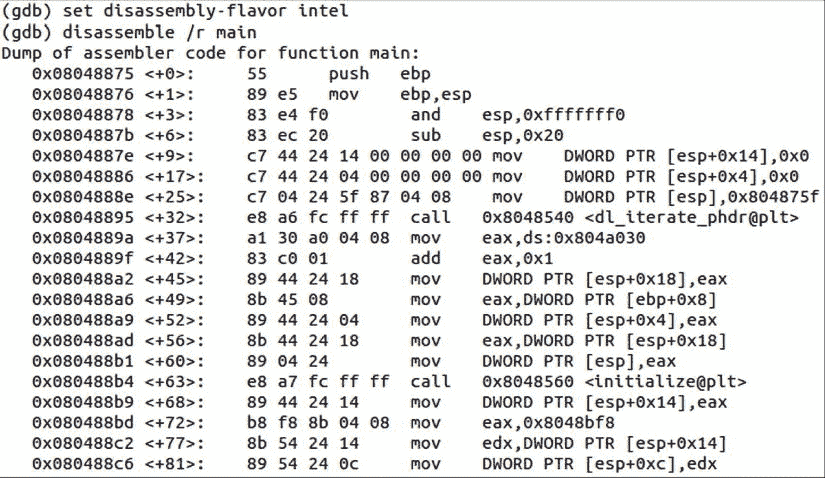 (gdb) set disassembly-flavor intel
(gdb) disassemble /r main
Dump of assembler code for function main:
   0x08048875 <+0>:     55      push   ebp
   0x08048876 <+1>:     89 e5   mov    ebp,esp
   0x08048878 <+3>:     83 e4 f0        and    esp,0xfffffff0
   0x0804887b <+6>:     83 ec 20        sub    esp,0x20
   0x0804887e <+9>:     c7 44 24 14 00 00 00 00 mov    DWORD PTR [esp+0x14],0x0
   0x08048886 <+17>:    c7 44 24 04 00 00 00 00 mov    DWORD PTR [esp+0x4],0x0
   0x0804888e <+25>:    c7 04 24 5f 87 04 08    mov    DWORD PTR [esp],0x804875f
   0x08048895 <+32>:    e8 a6 fc ff ff  call   0x8048540 <dl_iterate_phdr@plt>
   0x0804889a <+37>:    a1 30 a0 04 08  mov    eax,ds:0x804a030
   0x0804889f <+42>:    83 c0 01        add    eax,0x1
   0x080488a2 <+45>:    89 44 24 18     mov    DWORD PTR [esp+0x18],eax
   0x080488a6 <+49>:    8b 45 08        mov    eax,DWORD PTR [ebp+0x8]
   0x080488a9 <+52>:    89 44 24 04     mov    DWORD PTR [esp+0x4],eax
   0x080488ad <+56>:    8b 44 24 18     mov    eax,DWORD PTR [esp+0x18]
   0x080488b1 <+60>:    89 04 24        mov    DWORD PTR [esp],eax
   0x080488b4 <+63>:    e8 a7 fc ff ff  call   0x8048560 <initialize@plt>
   0x080488b9 <+68>:    89 44 24 14     mov    DWORD PTR [esp+0x14],eax
   0x080488bd <+72>:    b8 f8 8b 04 08  mov    eax,0x8048bf8
   0x080488c2 <+77>:    8b 54 24 14     mov    edx,DWORD PTR [esp+0x14]
   0x080488c6 <+81>:    89 54 24 0c     mov    DWORD PTR [esp+0xc],edx